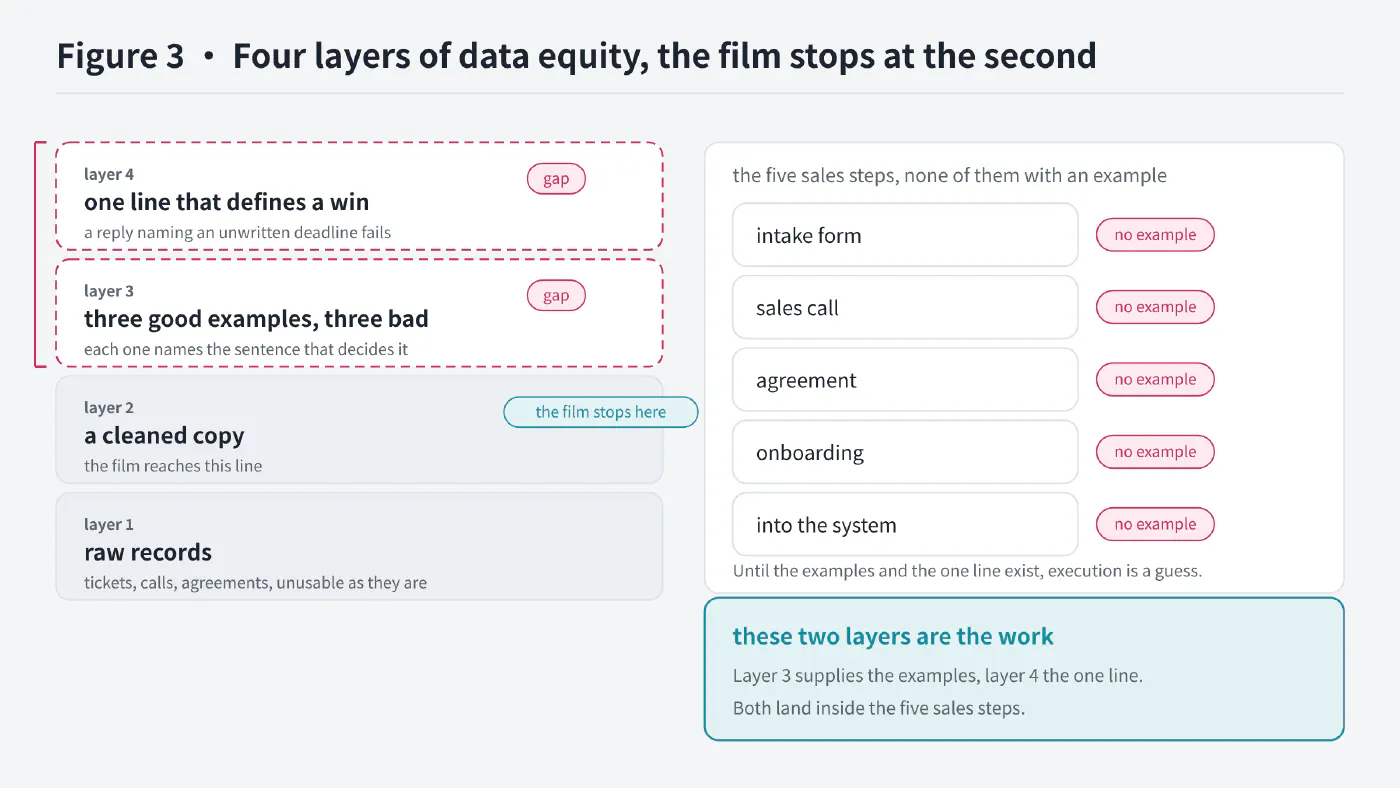 Figure 3 • Four layers of data equity, the film stops at the second
layer 4
gap
one line that defines a win
a reply naming an unwritten deadline fails
layer 3
gap
three good examples, three bad
each one names the sentence that decides it
layer 2
the film stops here
a cleaned copy
the film reaches this line
layer 1
raw records
tickets, calls, agreements, unusable as they are
the five sales steps, none of them with an example
intake form
no example
sales call
no example
agreement
no example
onboarding
no example
into the system
no example
Until the examples and the one line exist, execution is a guess.
these two layers are the work
Layer 3 supplies the examples, layer 4 the one line.
Both land inside the five sales steps.